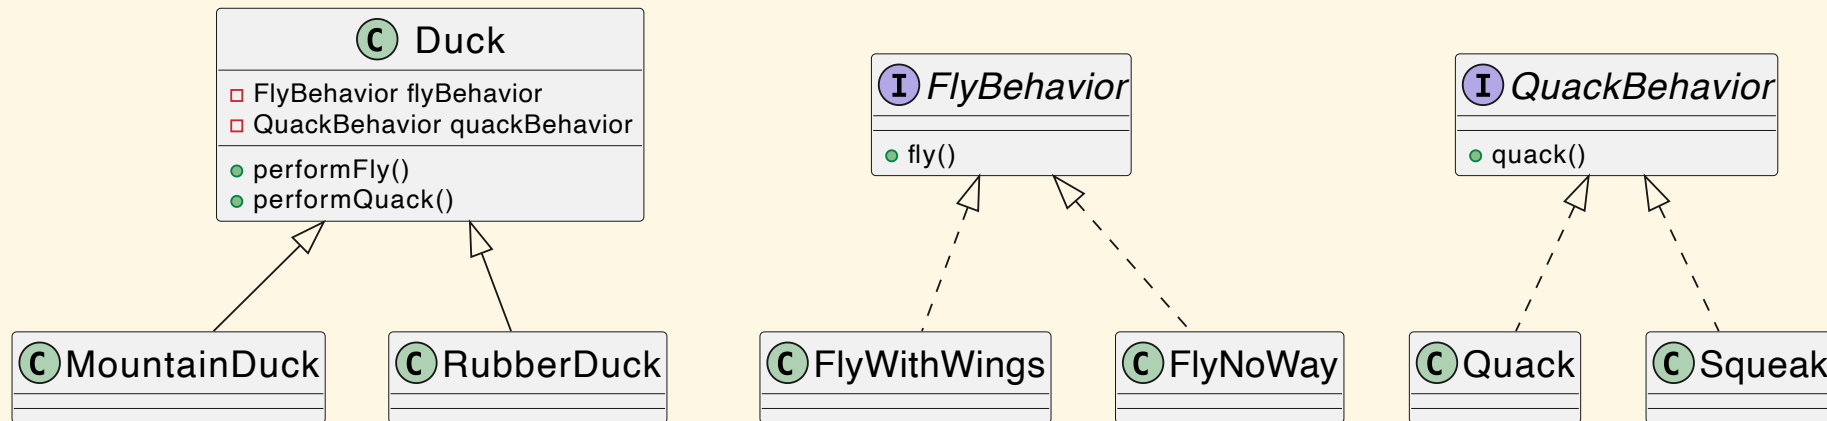 C Duck
FlyBehavior flyBehavior
QuackBehavior quackBehavior
performFly()
performQuack()
I FlyBehavior
fly()
I QuackBehavior
quack()
C MountainDuck
C RubberDuck
C FlyWithWings
C FlyNoWay
C Quack
C Squeak